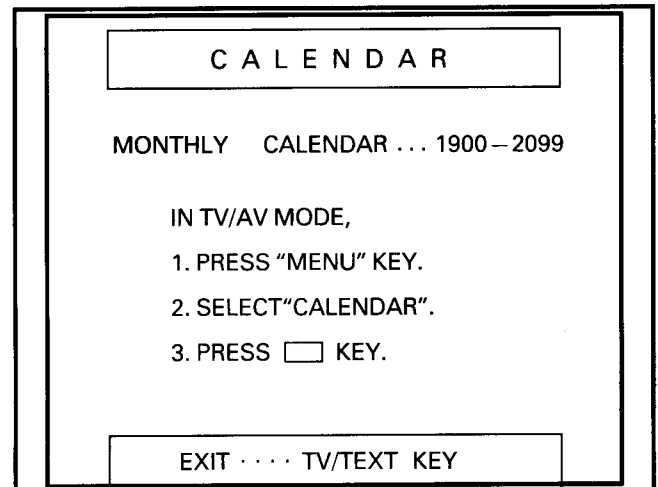 C A L E N D A R
MONTHLY CALENDAR ... 1900–2099
IN TV/AV MODE,
1. PRESS “MENU” KEY.
2. SELECT“CALENDAR”.
3. PRESS KEY.
EXIT ···· TV/TEXT KEY